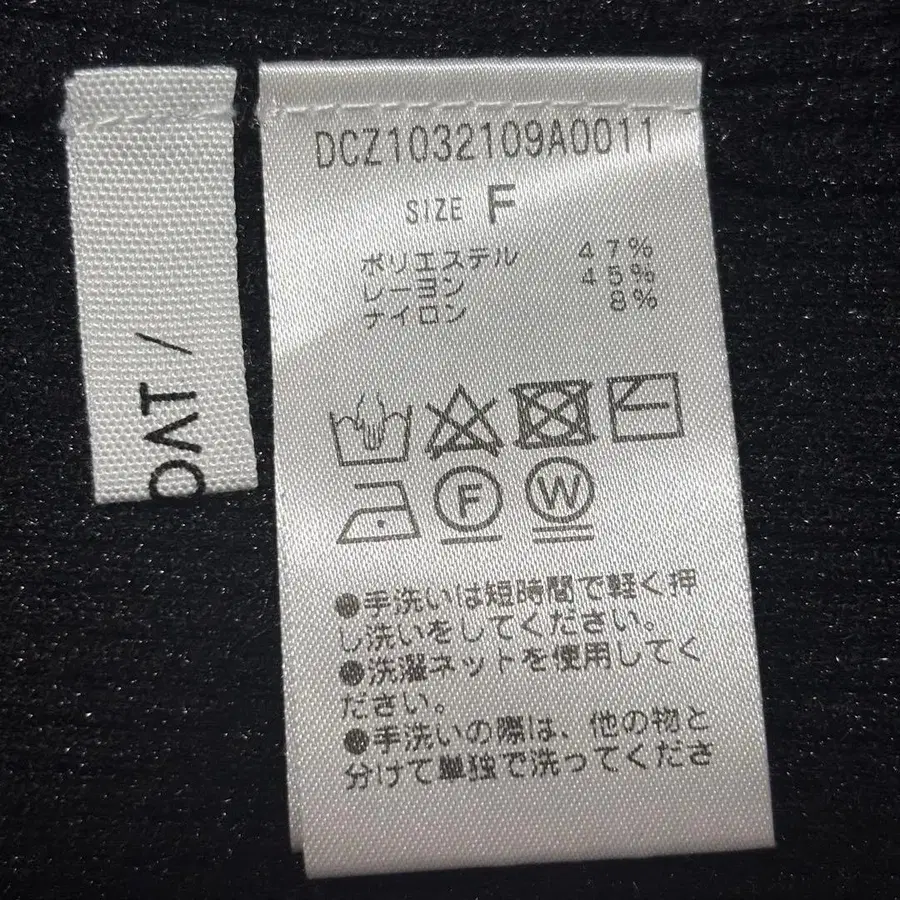 DCZ1032109A0011
SIZE F
ポリエステル 47%
レーヨン 45%
ナイロン 8%
F W
●手洗いは短時間で軽く押
し洗いをしてください。
●洗濯ネットを使用してく
ださい。
●手洗いの際は、他の物と
分けて単独で洗ってくださ